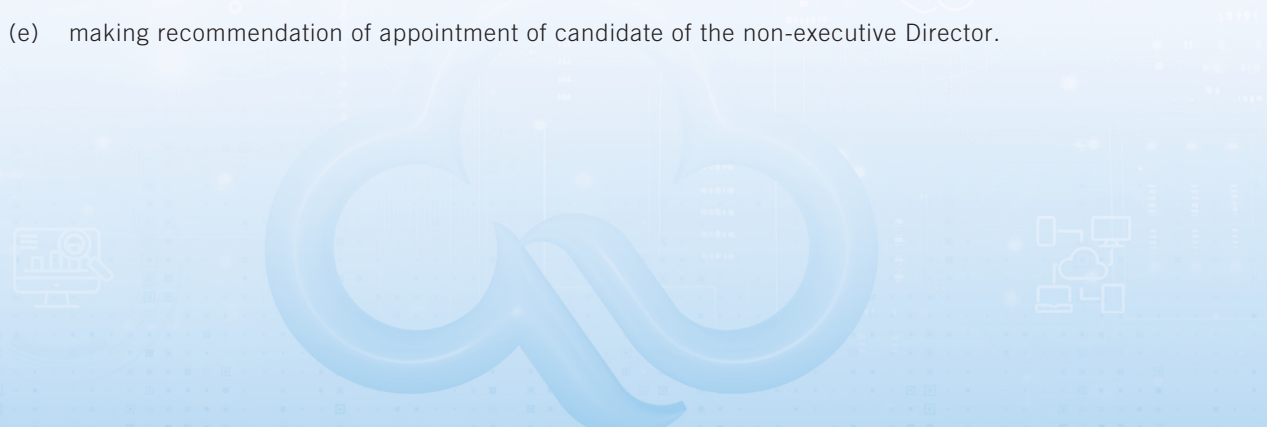 (e) making recommendation of appointment of candidate of the non-executive Director.